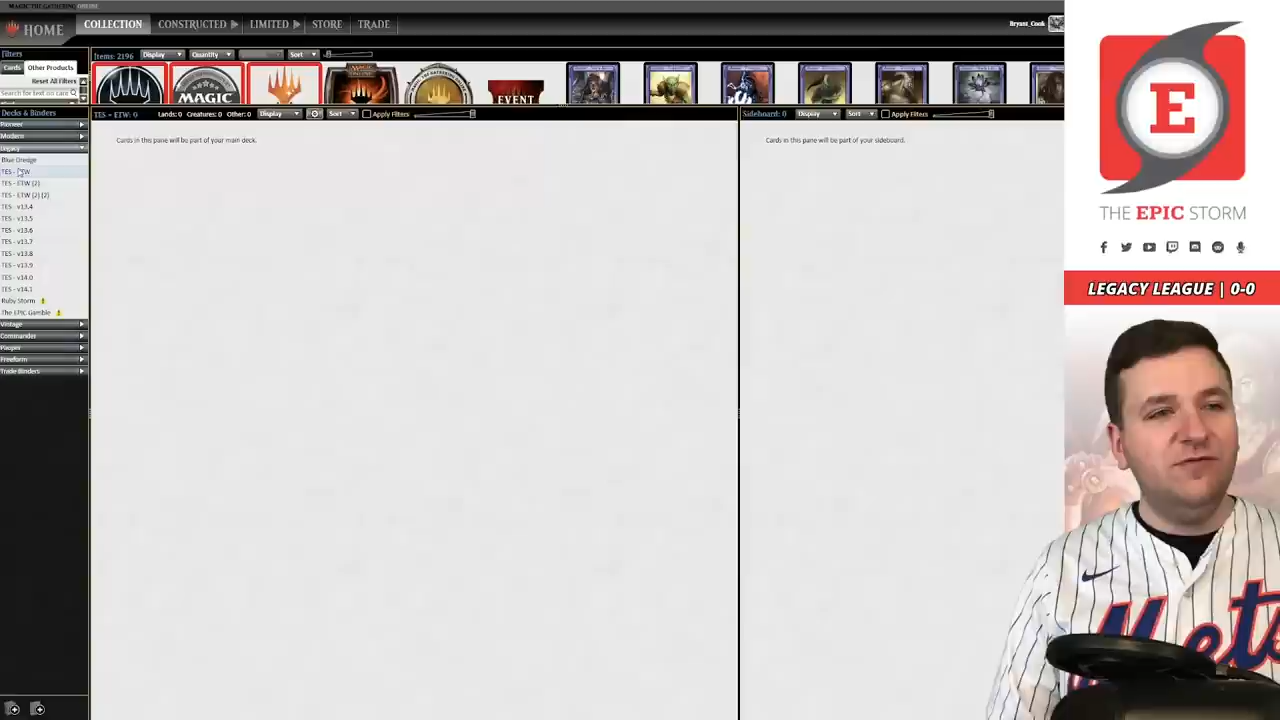 MAGIC THE GATHERING ONLINE
HOME
COLLECTION
CONSTRUCTED
LIMITED
STORE
TRADE
Bryant_Cook
Filters
Cards
Other Products
Reset All Filters
Items: 2196
Display
Quantity
Sort
MAGIC
EVENT
Decks & Binders
TES - ETW: 0
Lands: 0
Creatures: 0
Other: 0
Display
Sort
Apply Filters
Sideboard: 0
Display
Sort
Apply Filters
Cards in this pane will be part of your main deck.
Cards in this pane will be part of your sideboard.
Pioneer
Modern
Legacy
Blue Dredge
TES - ETW
TES - ETW (2)
TES - ETW (2) (2)
TES - v13.4
TES - v13.5
TES - v13.6
TES - v13.7
TES - v13.8
TES - v13.9
TES - v14.0
TES - v14.1
Ruby Storm
The EPIC Gamble
Vintage
Commander
Pauper
Freeform
Trade Binders
E
THE EPIC STORM
LEGACY LEAGUE | 0-0
Mets